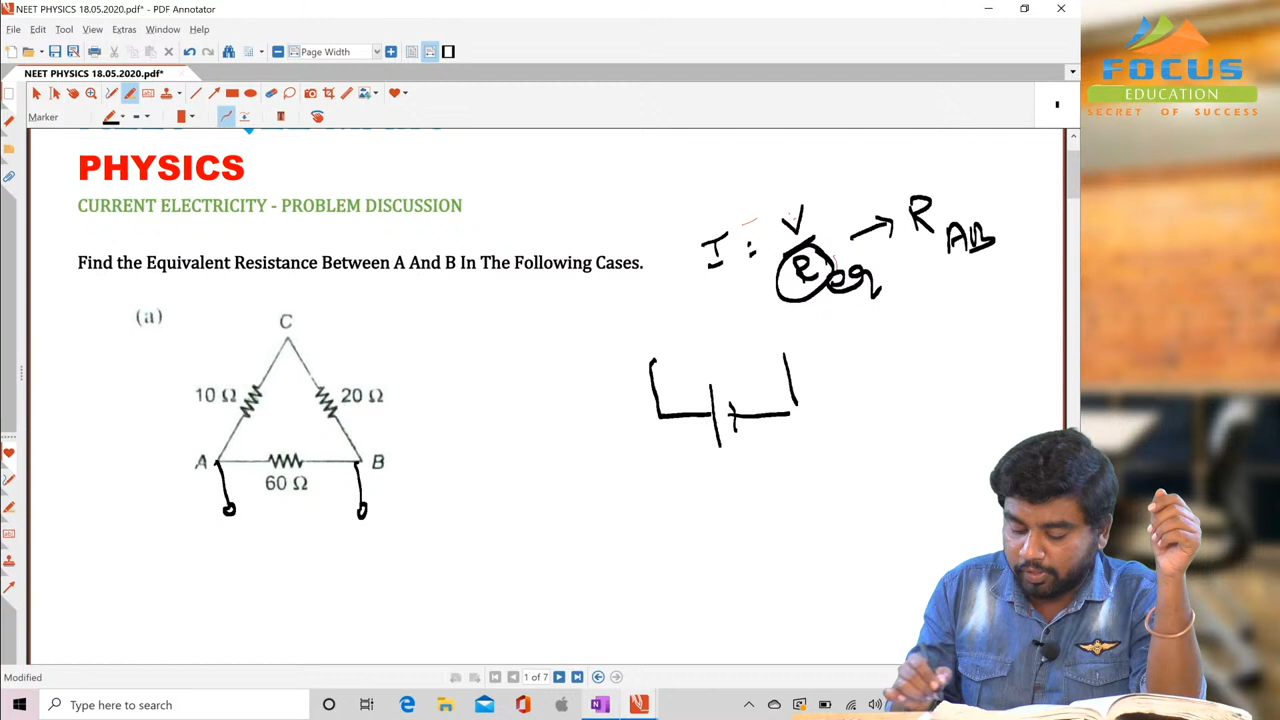 NEET PHYSICS 18.05.2020.pdf* - PDF Annotator
File Edit Tool View Extras Window Help
Page Width
NEET PHYSICS 18.05.2020.pdf*
Marker
FOCUS
EDUCATION
SECRET OF SUCCESS
PHYSICS
CURRENT ELECTRICITY - PROBLEM DISCUSSION
Find the Equivalent Resistance Between A And B In The Following Cases.
I = V
R eq → R AB
(a)
C
10 Ω 20 Ω
A B
60 Ω
Modified
1 of 7
Type here to search